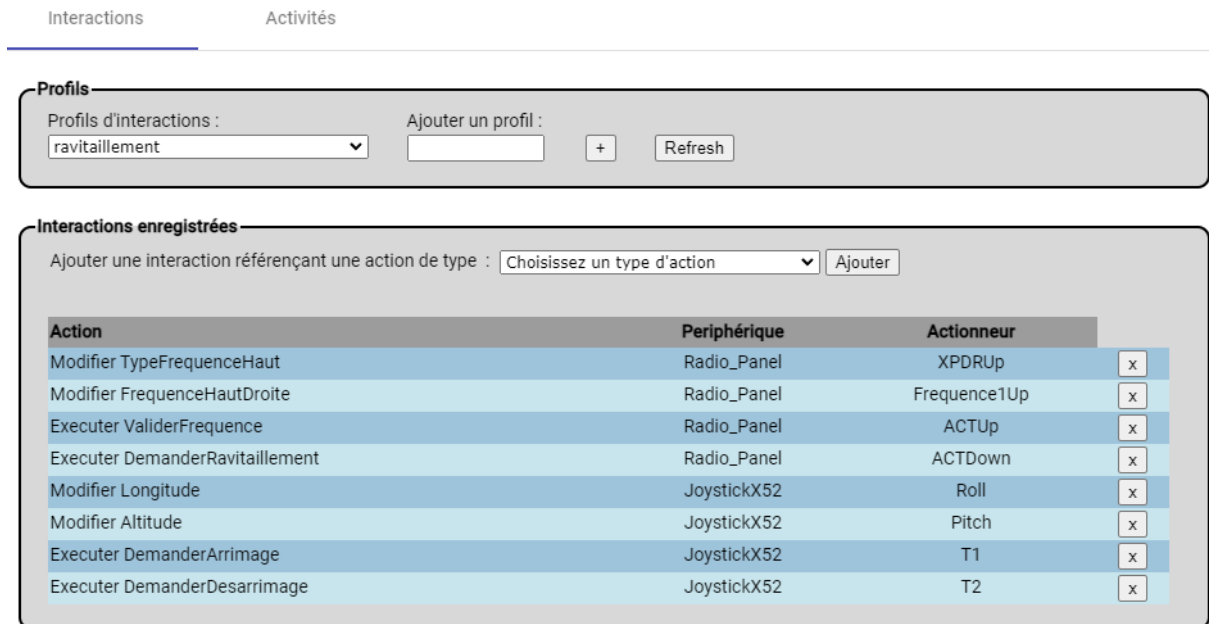 Interactions Activités
Profils
Profils d'interactions : Ajouter un profil :
ravitaillement + Refresh
Interactions enregistrées
Ajouter une interaction référençant une action de type : Choisissez un type d'action Ajouter
Action Periphérique Actionneur
Modifier TypeFrequenceHaut Radio_Panel XPDRUp x
Modifier FrequenceHautDroite Radio_Panel Frequence1Up x
Executer ValiderFrequence Radio_Panel ACTUp x
Executer DemanderRavitaillement Radio_Panel ACTDown x
Modifier Longitude JoystickX52 Roll x
Modifier Altitude JoystickX52 Pitch x
Executer DemanderArrimage JoystickX52 T1 x
Executer DemanderDesarrimage JoystickX52 T2 x